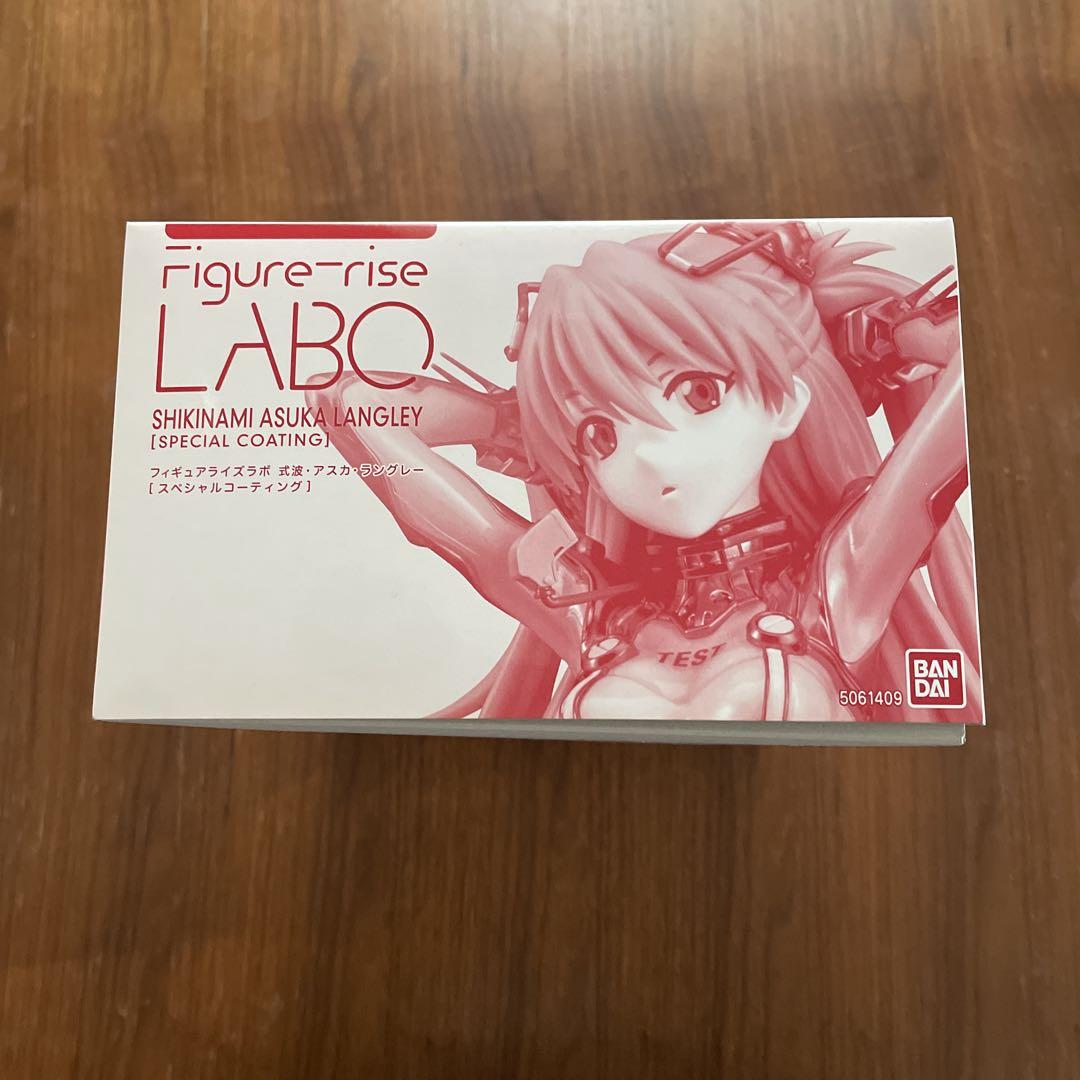 Figure-rise
LABO
SHIKINAMI ASUKA LANGLEY
[SPECIAL COATING]
フィギュアライズラボ 式波・アスカ・ラングレー
[スペシャルコーティング]
TEST
5061409
BAN
DAI